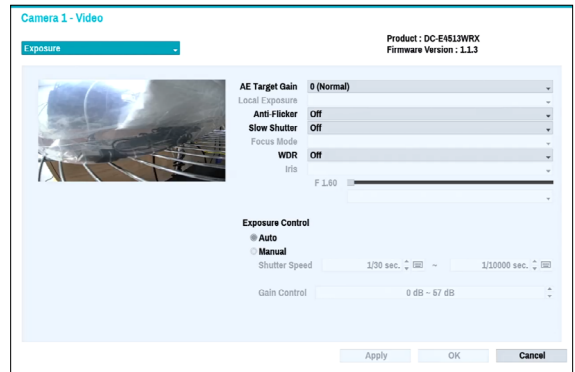 Camera 1 - Video
Exposure
Product : DC-E4513WRX
Firmware Version : 1.1.3
AE Target Gain 0 (Normal)
Local Exposure
Anti-Flicker Off
Slow Shutter Off
Focus Mode
WDR Off
Iris
F 1.60
Exposure Control
Auto
Manual
Shutter Speed 1/30 sec. ~ 1/10000 sec.
Gain Control 0 dB ~ 57 dB
Apply OK Cancel